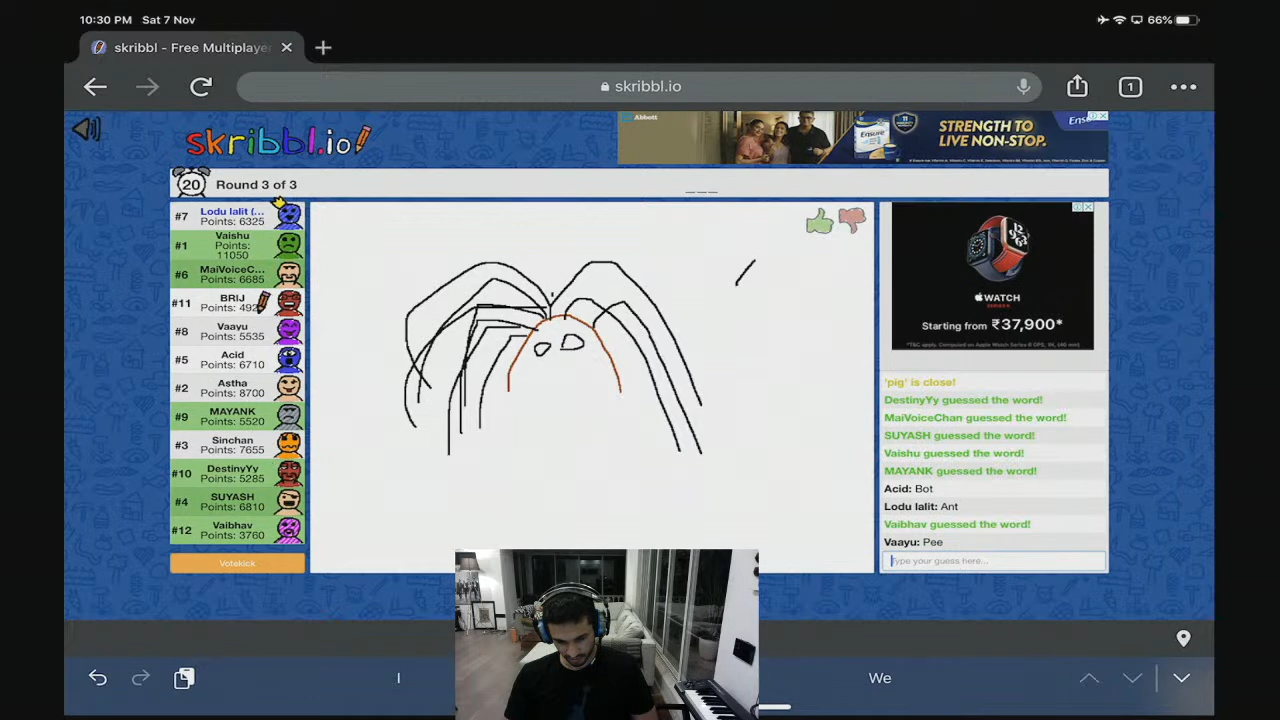 10:30 PM Sat 7 Nov
66%
skribbl - Free Multiplaye
skribbl.io
skribbl.io
Abbott
STRENGTH TO
LIVE NON-STOP.
Ensure
20
Round 3 of 3
___
#7 Lodu lalit (...
Points: 6325
#1 Vaishu
Points:
11050
#6 MaiVoiceC...
Points: 6685
#11 BRIJ
Points: 492
#8 Vaayu
Points: 5535
#5 Acid
Points: 6710
#2 Astha
Points: 8700
#9 MAYANK
Points: 5520
#3 Sinchan
Points: 7655
#10 DestinyYy
Points: 5285
#4 SUYASH
Points: 6810
#12 Vaibhav
Points: 3760
Votekick
WATCH
Starting from ₹37,900*
'pig' is close!
DestinyYy guessed the word!
MaiVoiceChan guessed the word!
SUYASH guessed the word!
Vaishu guessed the word!
MAYANK guessed the word!
Acid: Bot
Lodu lalit: Ant
Vaibhav guessed the word!
Vaayu: Pee
Type your guess here...
I
We